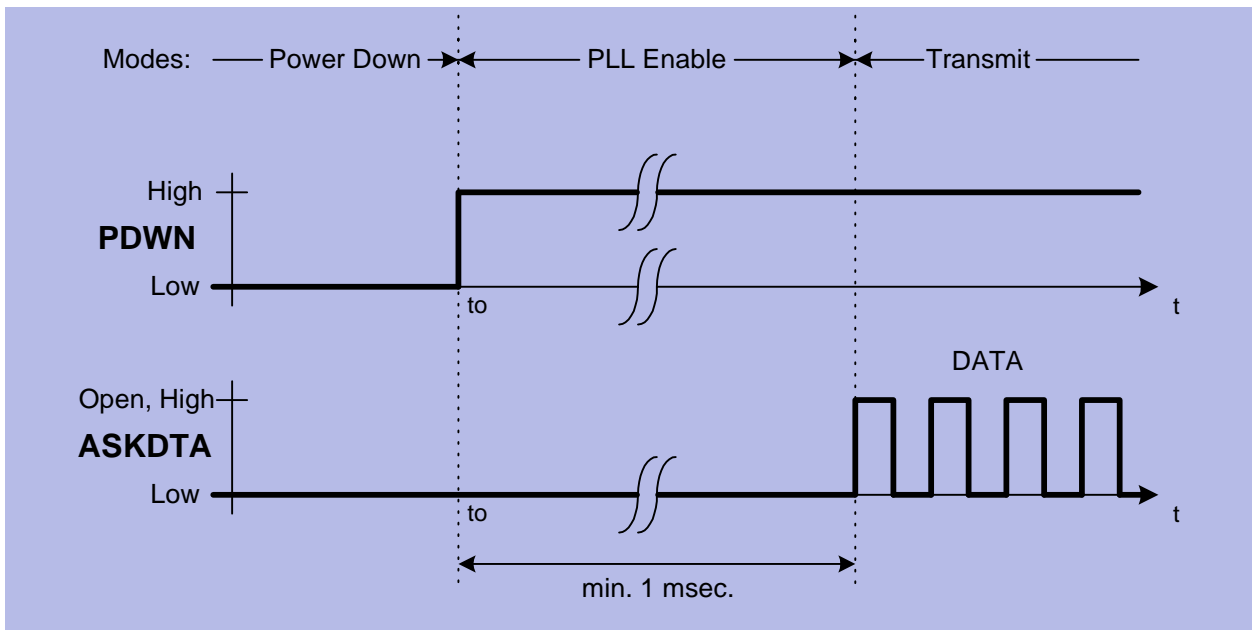 Modes: Power Down PLL Enable Transmit
High
PDWN
Low
to
t
DATA
Open, High
ASKDTA
Low
to
t
min. 1 msec.